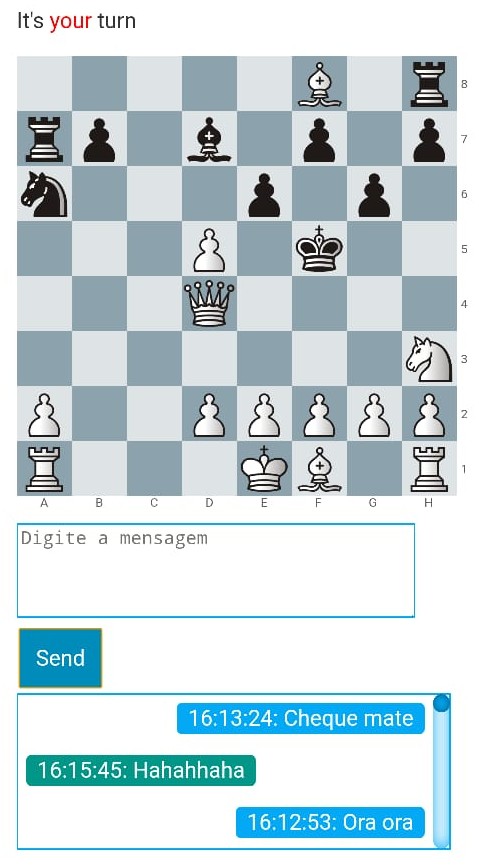 It's your turn
8
7
6
5
4
3
2
1
A B C D E F G H
Digite a mensagem
Send
16:13:24: Cheque mate
16:15:45: Hahahhaha
16:12:53: Ora ora